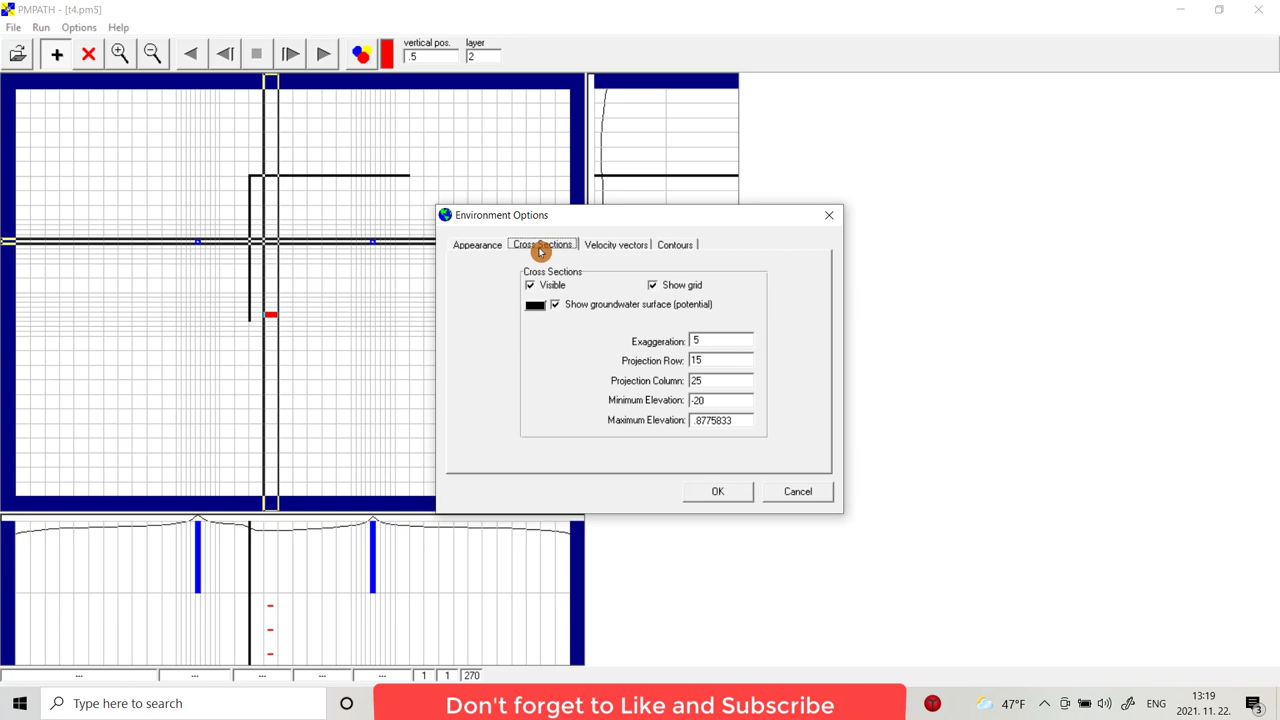 PMPATH - [t4.pm5]
File Run Options Help
vertical pos. layer
.5 2
Environment Options
Appearance Cross Sections Velocity vectors Contours
Cross Sections
Visible Show grid
Show groundwater surface (potential)
Exaggeration: 5
Projection Row: 15
Projection Column: 25
Minimum Elevation: -20
Maximum Elevation: .8775833
OK Cancel
--- --- --- --- --- 1 1 270
Type here to search
Don't forget to Like and Subscribe
47°F
ENG
13:19
2021. 11. 22.
3